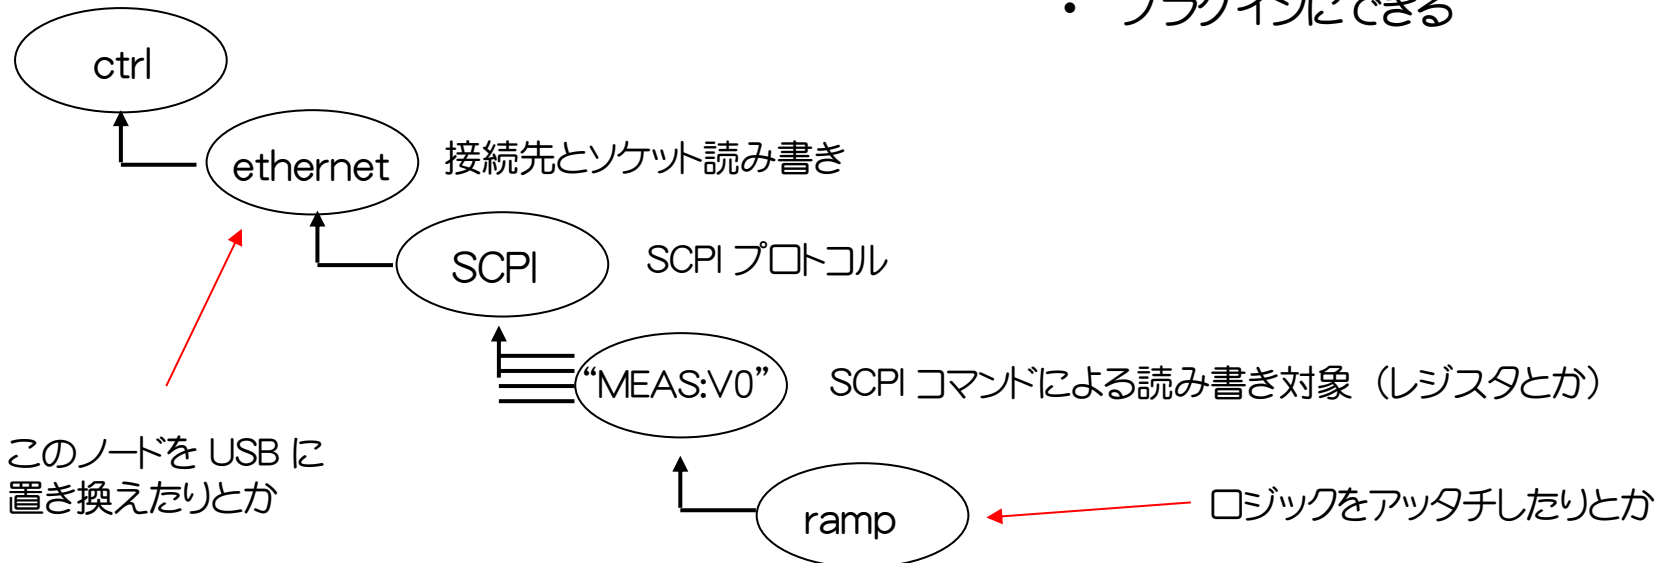 • プラグインにできる
ctrl
ethernet
接続先とソケット読み書き
SCPI
SCPI プロトコル
“MEAS:V0”
SCPI コマンドによる読み書き対象（レジスタとか）
このノードを USB に
置き換えたりとか
ramp
ロジックをアッタチしたりとか